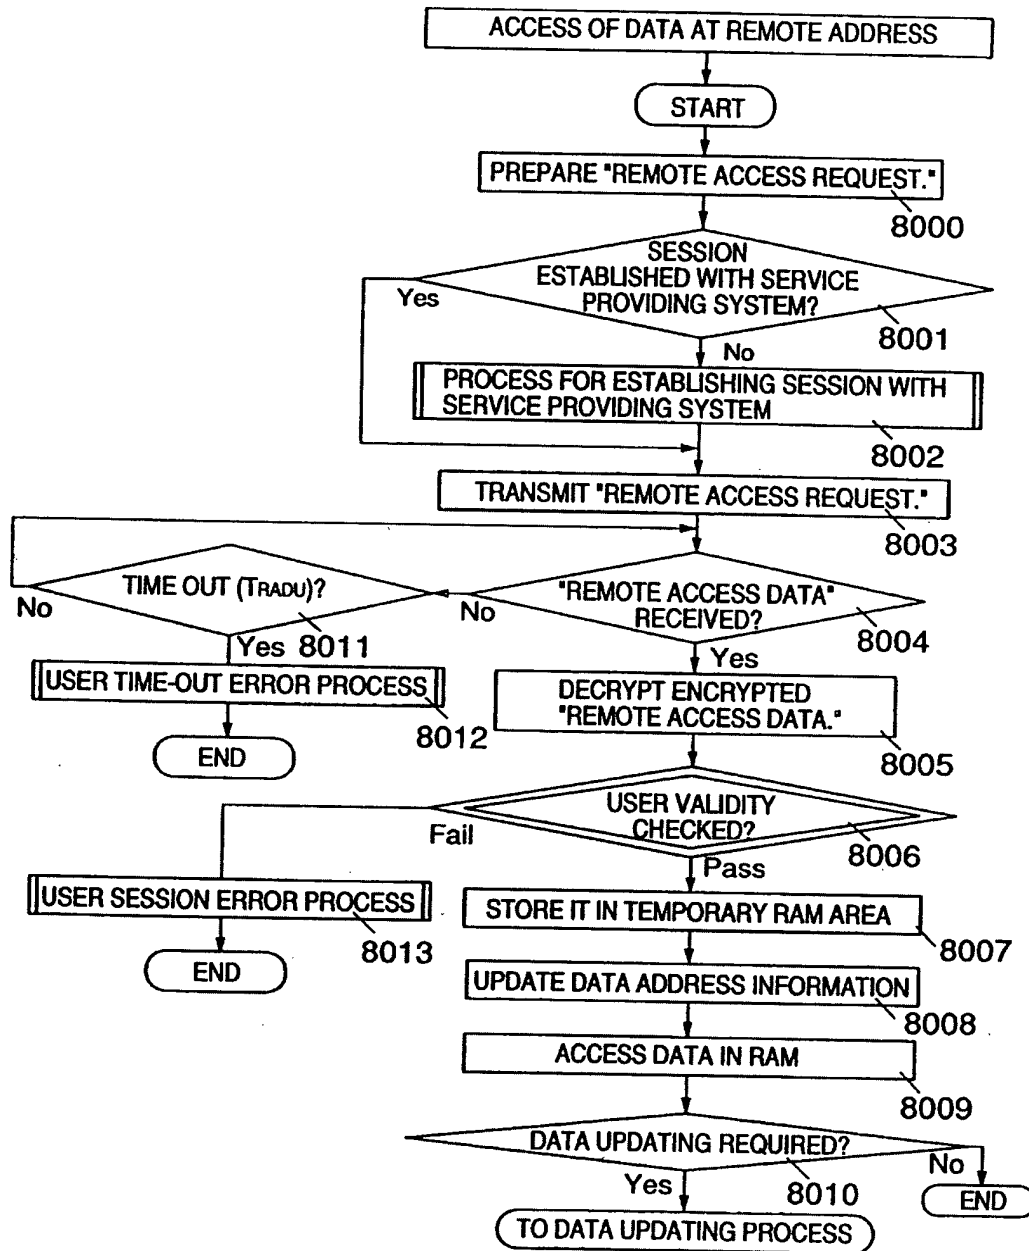 ACCESS OF DATA AT REMOTE ADDRESS
START
PREPARE "REMOTE ACCESS REQUEST."
8000
SESSION
ESTABLISHED WITH SERVICE
PROVIDING SYSTEM?
Yes
8001
No
PROCESS FOR ESTABLISHING SESSION WITH
SERVICE PROVIDING SYSTEM
8002
TRANSMIT "REMOTE ACCESS REQUEST."
8003
TIME OUT (TRADU)?
No
Yes 8011
"REMOTE ACCESS DATA"
RECEIVED?
No
8004
Yes
USER TIME-OUT ERROR PROCESS
8012
END
DECRYPT ENCRYPTED
"REMOTE ACCESS DATA."
8005
USER VALIDITY
CHECKED?
Fail
8006
Pass
USER SESSION ERROR PROCESS
8013
END
STORE IT IN TEMPORARY RAM AREA
8007
UPDATE DATA ADDRESS INFORMATION
8008
ACCESS DATA IN RAM
8009
DATA UPDATING REQUIRED?
No
Yes
8010
END
TO DATA UPDATING PROCESS